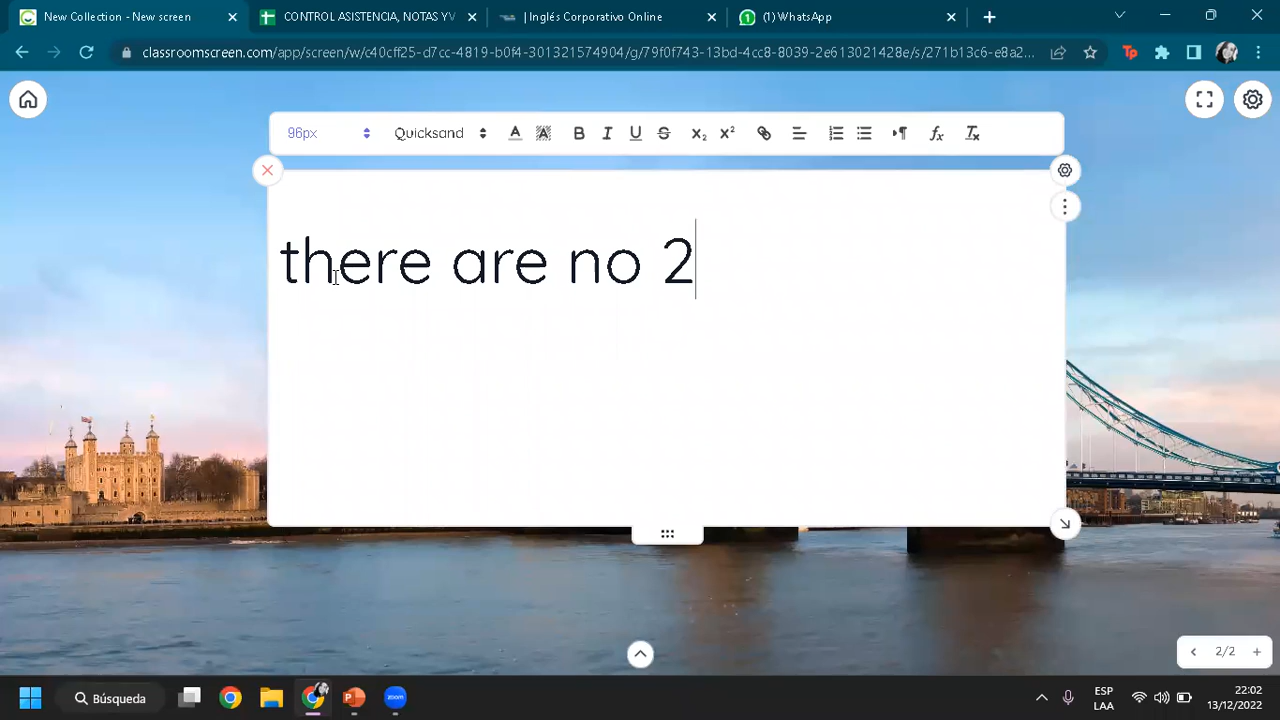 New Collection - New screen
CONTROL ASISTENCIA, NOTAS Y V
| Inglés Corporativo Online
(1) WhatsApp
classroomscreen.com/app/screen/w/c40cff25-d7cc-4819-b0f4-301321574904/g/79f0f743-13bd-4cc8-8039-2e613021428e/s/271b13c6-e8a2...
96px Quicksand
there are no 2
2/2
Búsqueda
ESP
LAA
22:02
13/12/2022